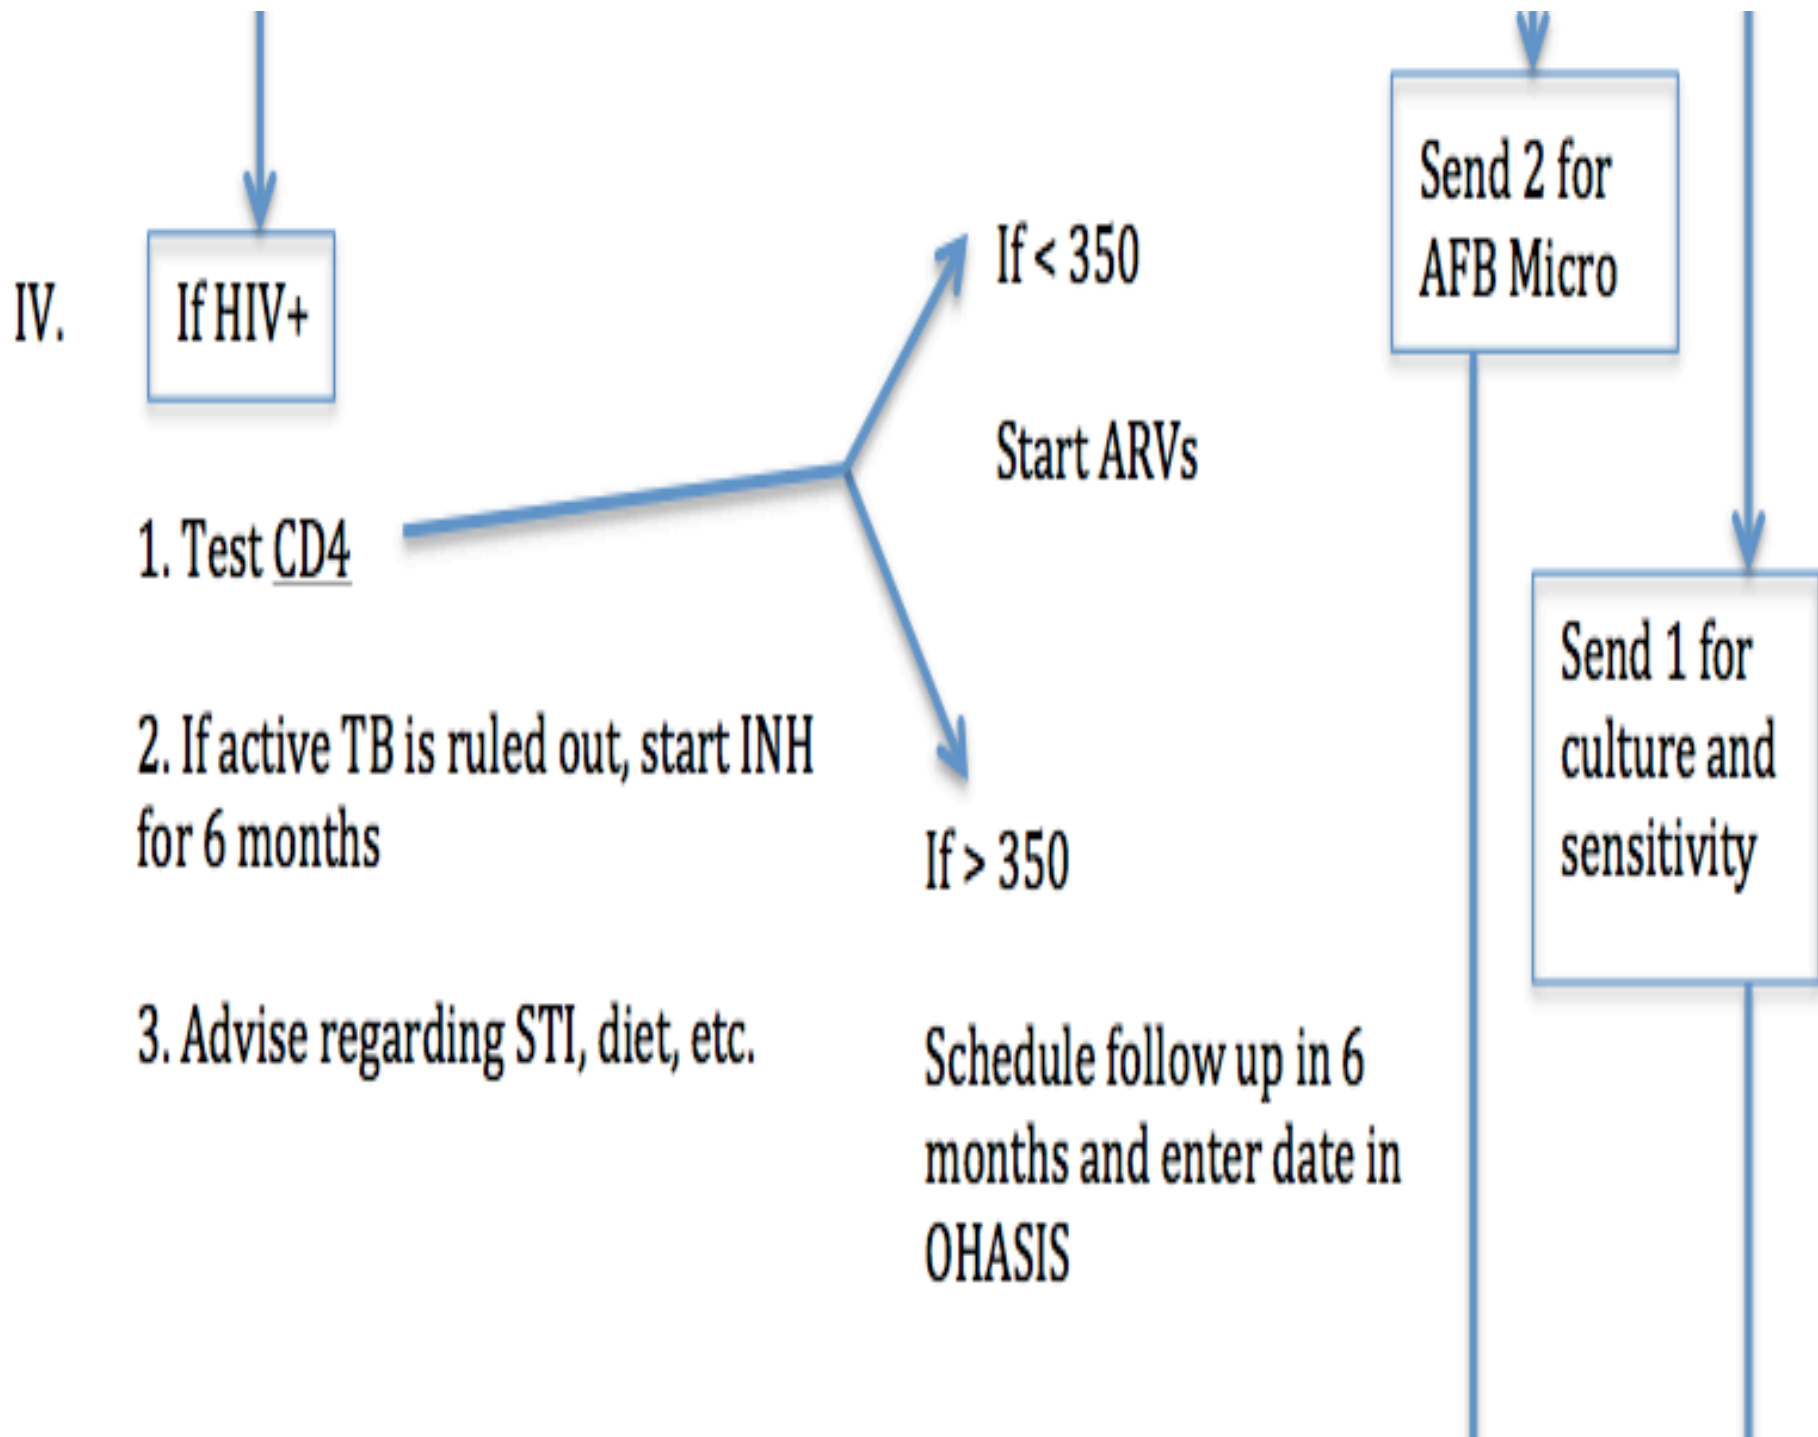 IV.
If HIV+
1. Test CD4
2. If active TB is ruled out, start INH
for 6 months
3. Advise regarding STI, diet, etc.
If < 350
Start ARVs
If > 350
Schedule follow up in 6
months and enter date in
OHASIS
Send 2 for
AFB Micro
Send 1 for
culture and
sensitivity